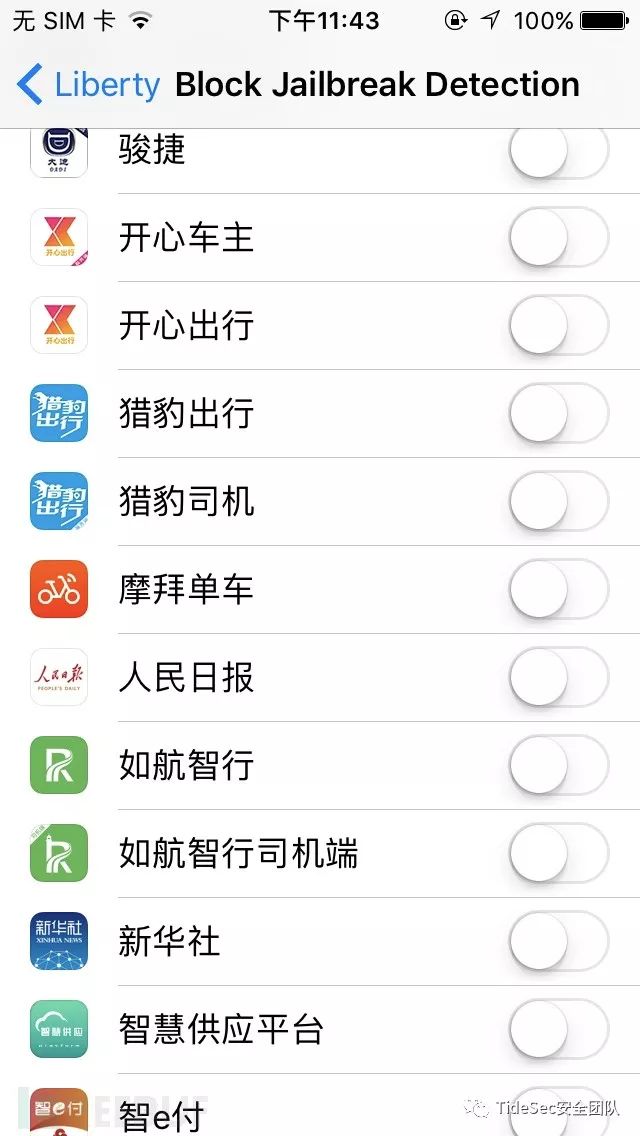 无 SIM 卡 下午11:43 100%
Liberty Block Jailbreak Detection
大迪
骏捷
开心出行
开心车主
开心出行
开心出行
猎豹出行
猎豹出行
猎豹出行
猎豹司机
摩拜单车
人民日报
PEOPLE'S DAILY
人民日报
如航智行
如航智行司机端
新华社
XINHUA NEWS
新华社
智慧供应
platform
智慧供应平台
智e付
智e付
TideSec安全团队